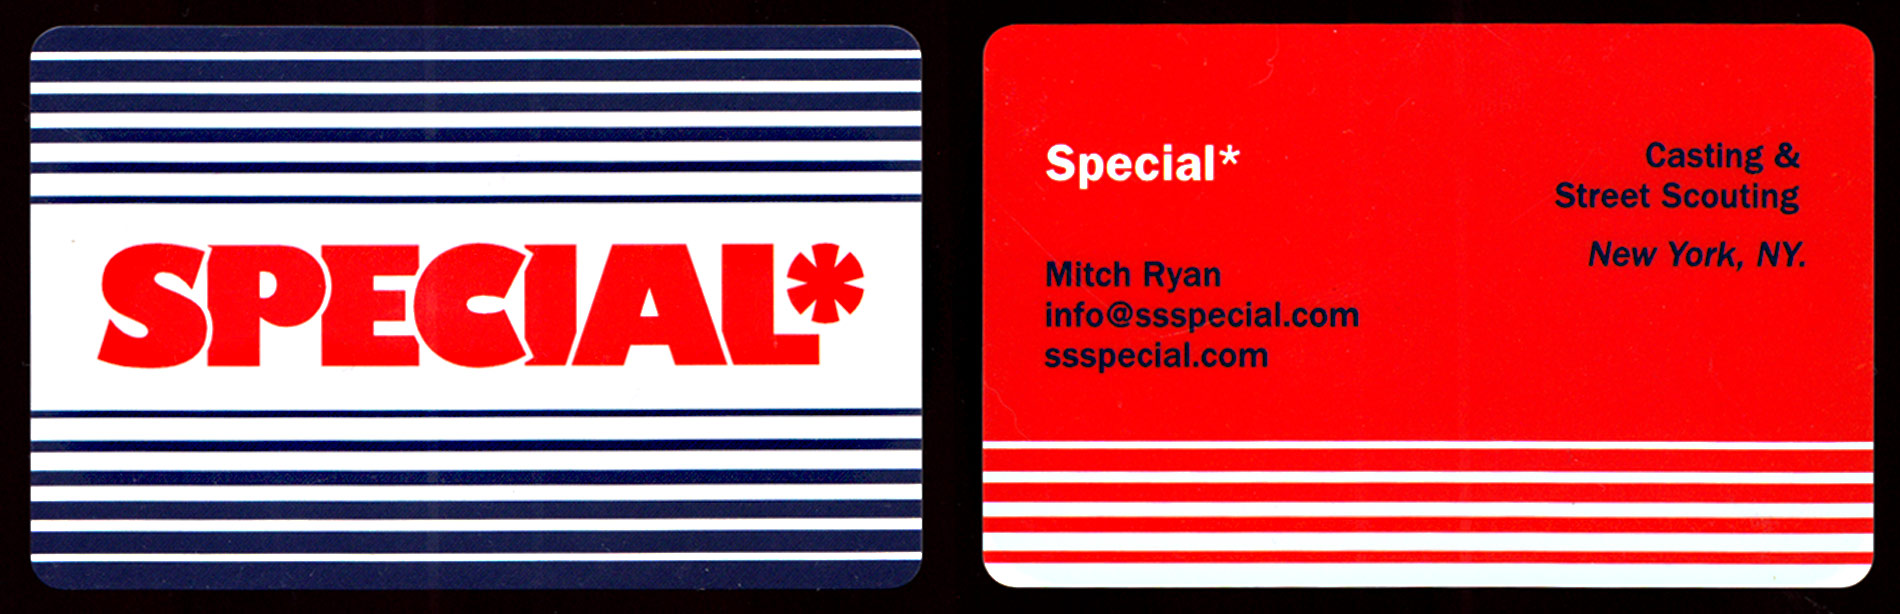 SPECIAL*
Special*
Casting &
Street Scouting
New York, NY.
Mitch Ryan
info@ssspecial.com
ssspecial.com